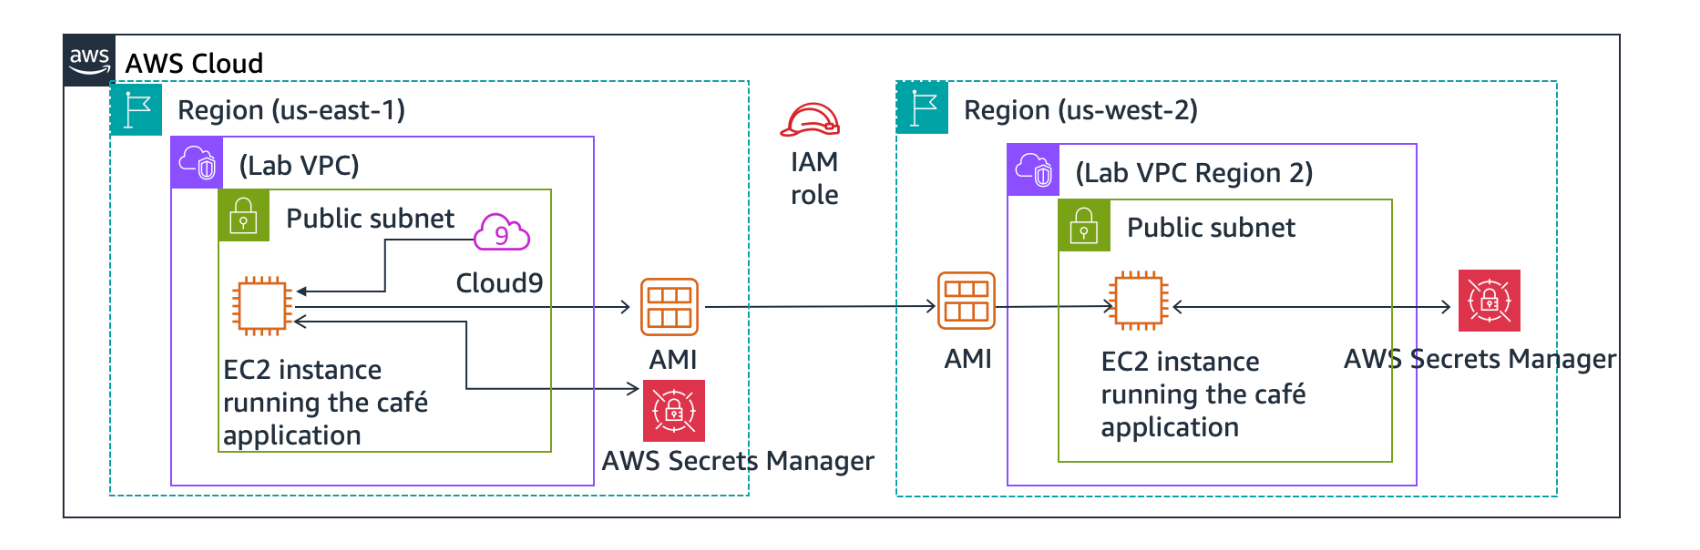 aws
AWS Cloud
Region (us-east-1)
(Lab VPC)
Public subnet
9
Cloud9
EC2 instance
running the café
application
AMI
AWS Secrets Manager
IAM
role
Region (us-west-2)
(Lab VPC Region 2)
Public subnet
AMI
EC2 instance
running the café
application
AWS Secrets Manager